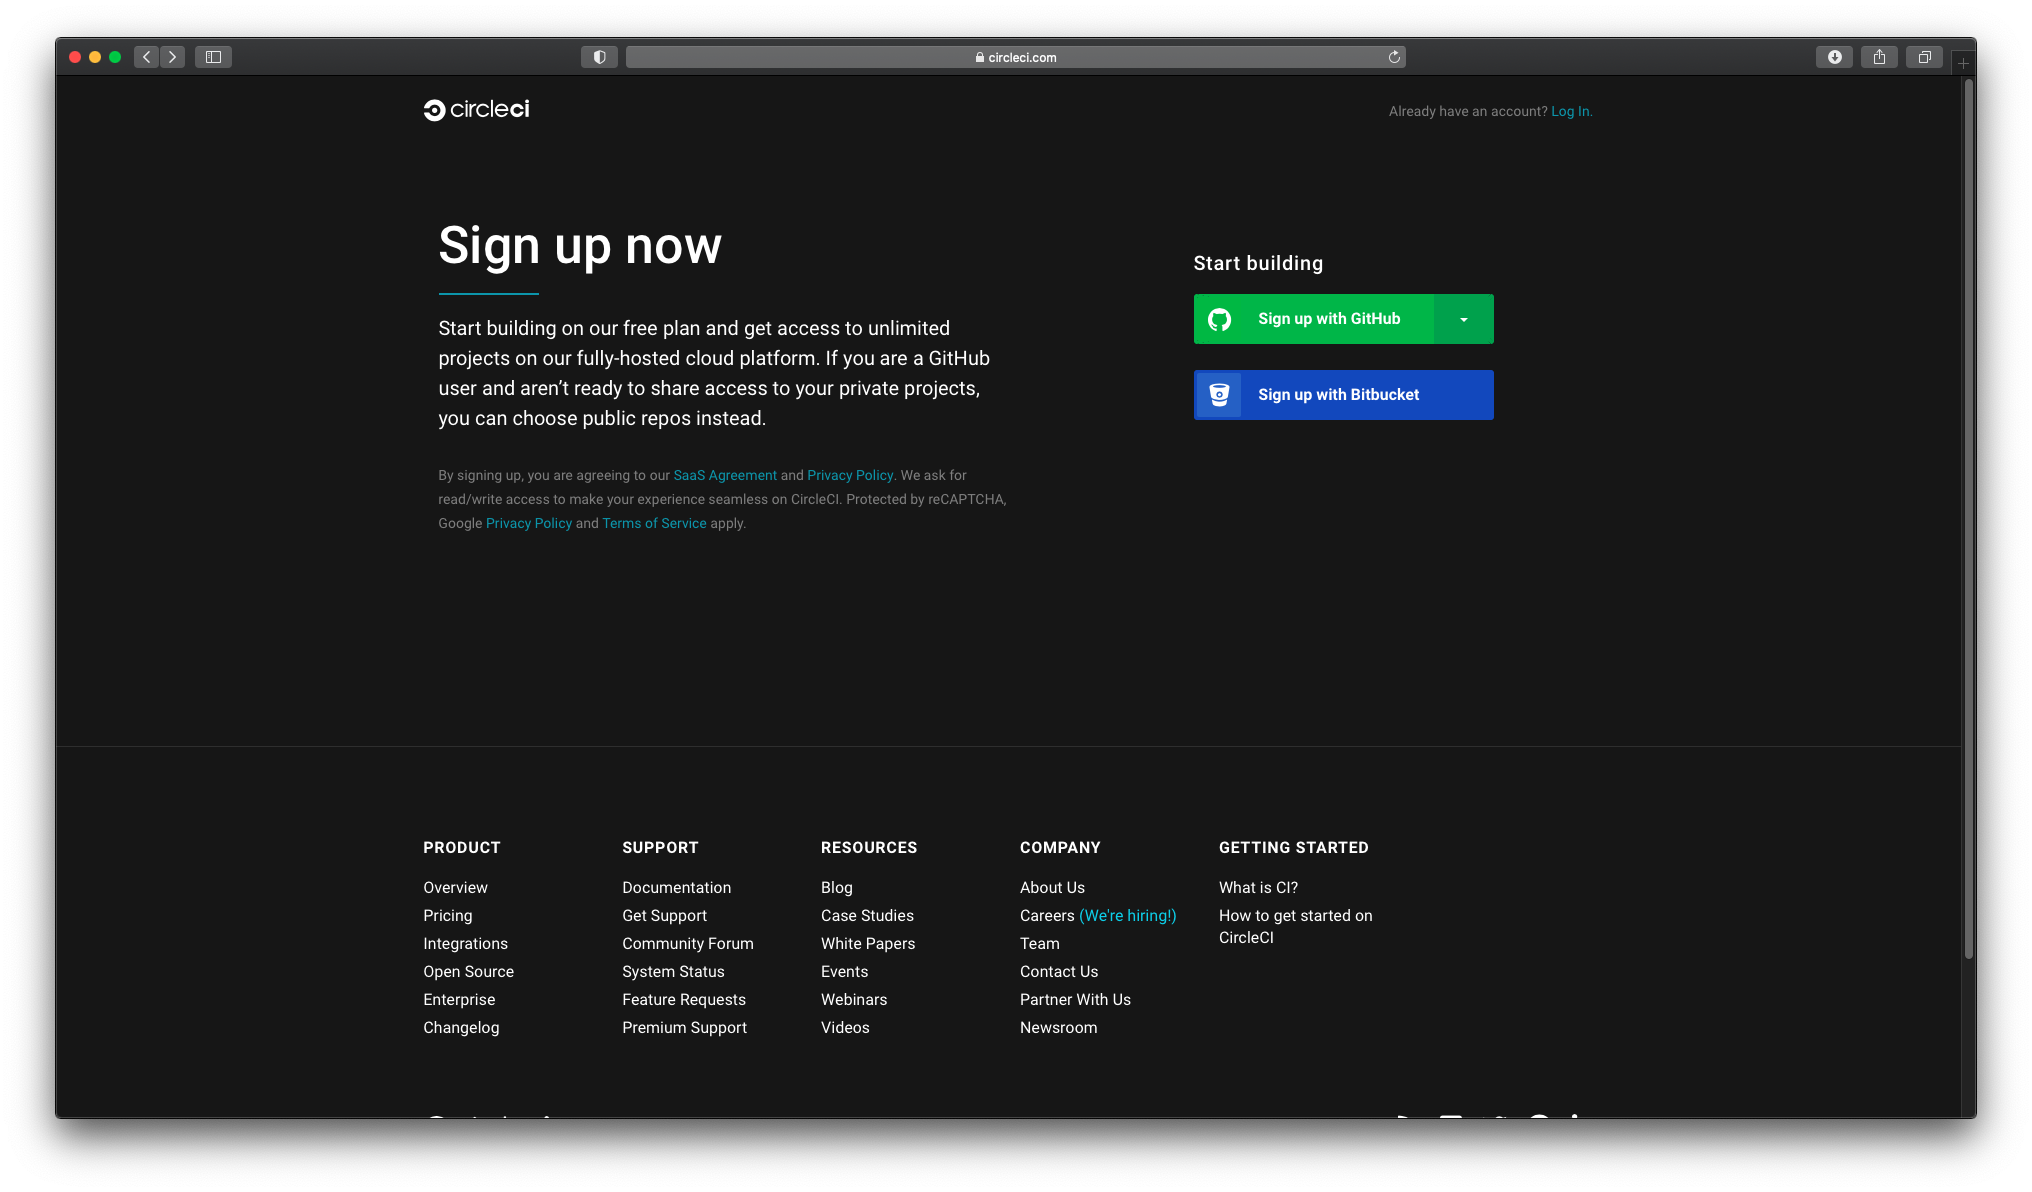 circleci.com
circleci
Already have an account? Log In.
Sign up now
Start building on our free plan and get access to unlimited
projects on our fully-hosted cloud platform. If you are a GitHub
user and aren’t ready to share access to your private projects,
you can choose public repos instead.
By signing up, you are agreeing to our SaaS Agreement and Privacy Policy. We ask for
read/write access to make your experience seamless on CircleCI. Protected by reCAPTCHA,
Google Privacy Policy and Terms of Service apply.
Start building
Sign up with GitHub
Sign up with Bitbucket
PRODUCT
Overview
Pricing
Integrations
Open Source
Enterprise
Changelog
SUPPORT
Documentation
Get Support
Community Forum
System Status
Feature Requests
Premium Support
RESOURCES
Blog
Case Studies
White Papers
Events
Webinars
Videos
COMPANY
About Us
Careers (We're hiring!)
Team
Contact Us
Partner With Us
Newsroom
GETTING STARTED
What is CI?
How to get started on
CircleCI